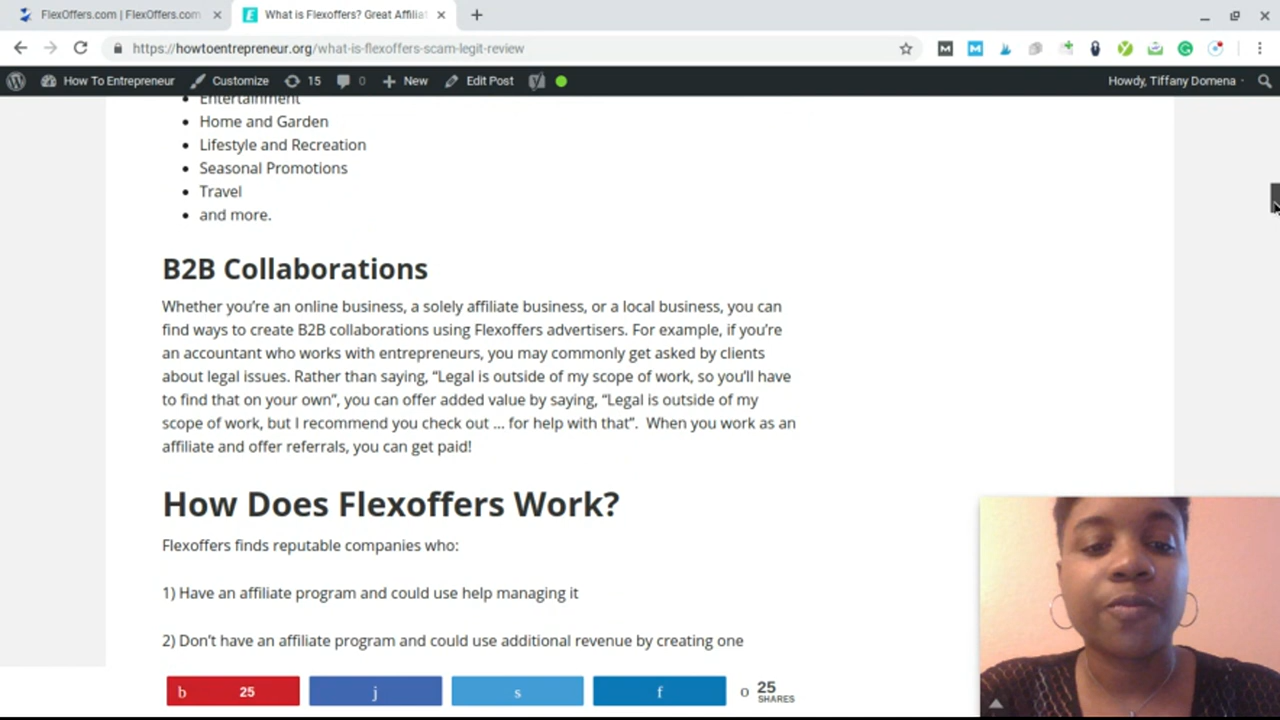 FlexOffers.com | FlexOffers.com
What is Flexoffers? Great Affiliat
https://howtoentrepreneur.org/what-is-flexoffers-scam-legit-review
How To Entrepreneur Customize 15 0 New Edit Post Howdy, Tiffany Domena
Entertainment
Home and Garden
Lifestyle and Recreation
Seasonal Promotions
Travel
and more.
B2B Collaborations
Whether you're an online business, a solely affiliate business, or a local business, you can
find ways to create B2B collaborations using Flexoffers advertisers. For example, if you're
an accountant who works with entrepreneurs, you may commonly get asked by clients
about legal issues. Rather than saying, “Legal is outside of my scope of work, so you'll have
to find that on your own”, you can offer added value by saying, “Legal is outside of my
scope of work, but I recommend you check out ... for help with that”. When you work as an
affiliate and offer referrals, you can get paid!
How Does Flexoffers Work?
Flexoffers finds reputable companies who:
1) Have an affiliate program and could use help managing it
2) Don't have an affiliate program and could use additional revenue by creating one
b 25 j s f o 25
SHARES